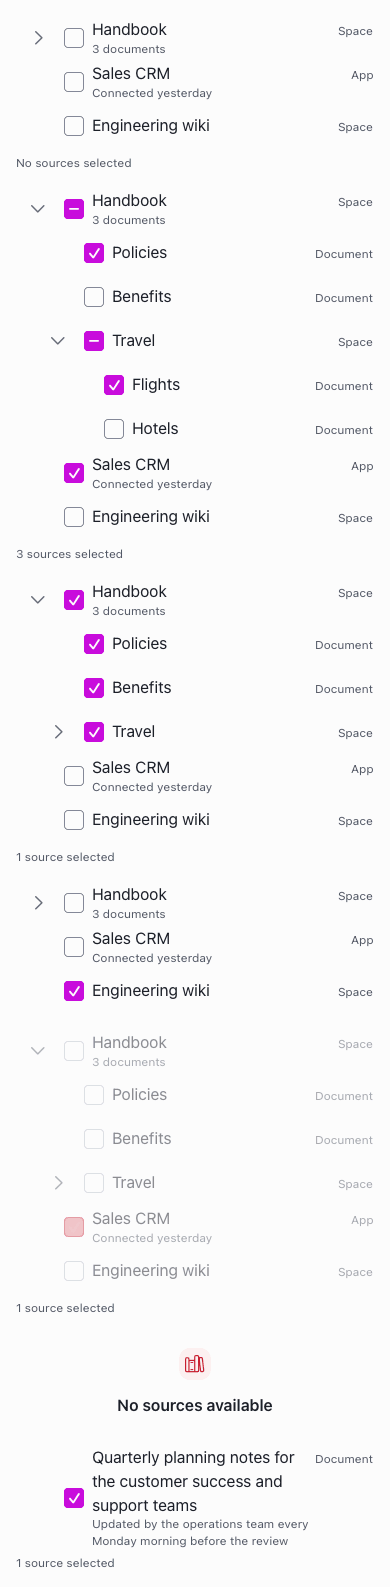 Handbook
Space
3 documents
Sales CRM
App
Connected yesterday
Engineering wiki
Space
No sources selected
Handbook
Space
3 documents
Policies
Document
Benefits
Document
Travel
Space
Flights
Document
Hotels
Document
Sales CRM
App
Connected yesterday
Engineering wiki
Space
3 sources selected
Handbook
Space
3 documents
Policies
Document
Benefits
Document
Travel
Space
Sales CRM
App
Connected yesterday
Engineering wiki
Space
1 source selected
Handbook
Space
3 documents
Sales CRM
App
Connected yesterday
Engineering wiki
Space
Handbook
Space
3 documents
Policies
Document
Benefits
Document
Travel
Space
Sales CRM
App
Connected yesterday
Engineering wiki
Space
1 source selected
No sources available
Quarterly planning notes for
Document
the customer success and
support teams
Updated by the operations team every
Monday morning before the review
1 source selected